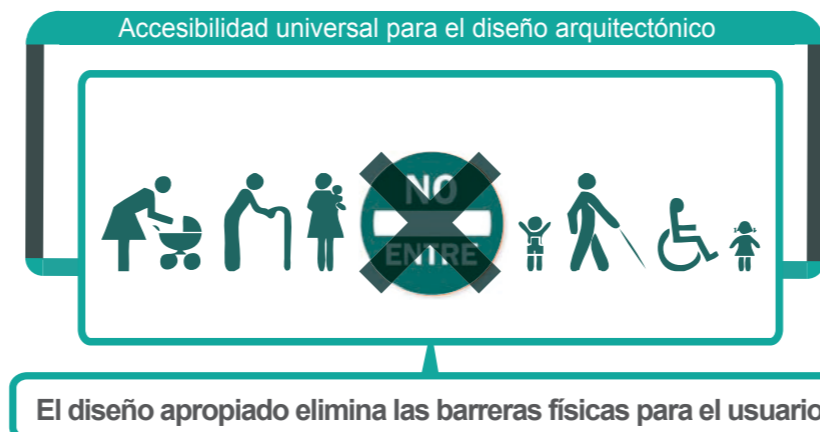 Accesibilidad universal para el diseño arquitectónico
NO
ENTRE
El diseño apropiado elimina las barreras físicas para el usuario